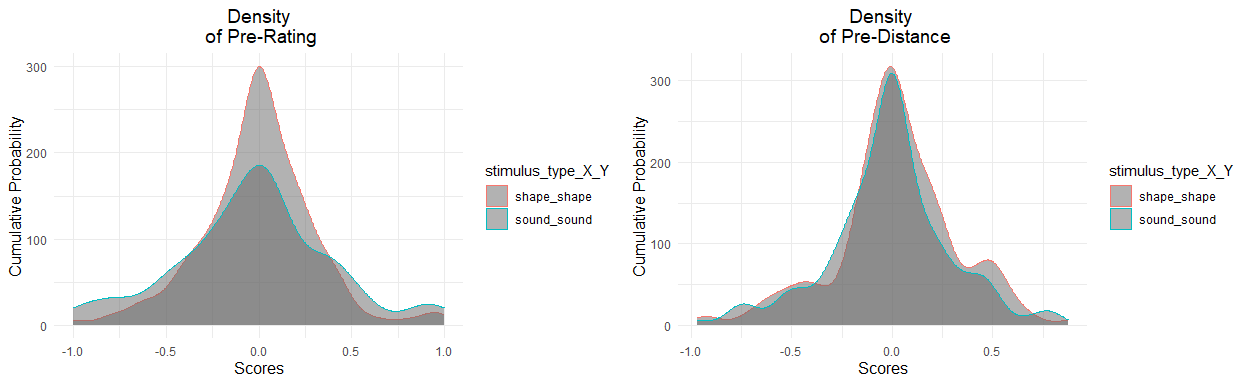 Density
of Pre-Rating
Cumulative Probability
300
200
100
0
-1.0
-0.5
0.0
0.5
1.0
Scores
stimulus_type_X_Y
shape_shape
sound_sound
Density
of Pre-Distance
Cumulative Probability
300
200
100
0
-1.0
-0.5
0.0
0.5
Scores
stimulus_type_X_Y
shape_shape
sound_sound